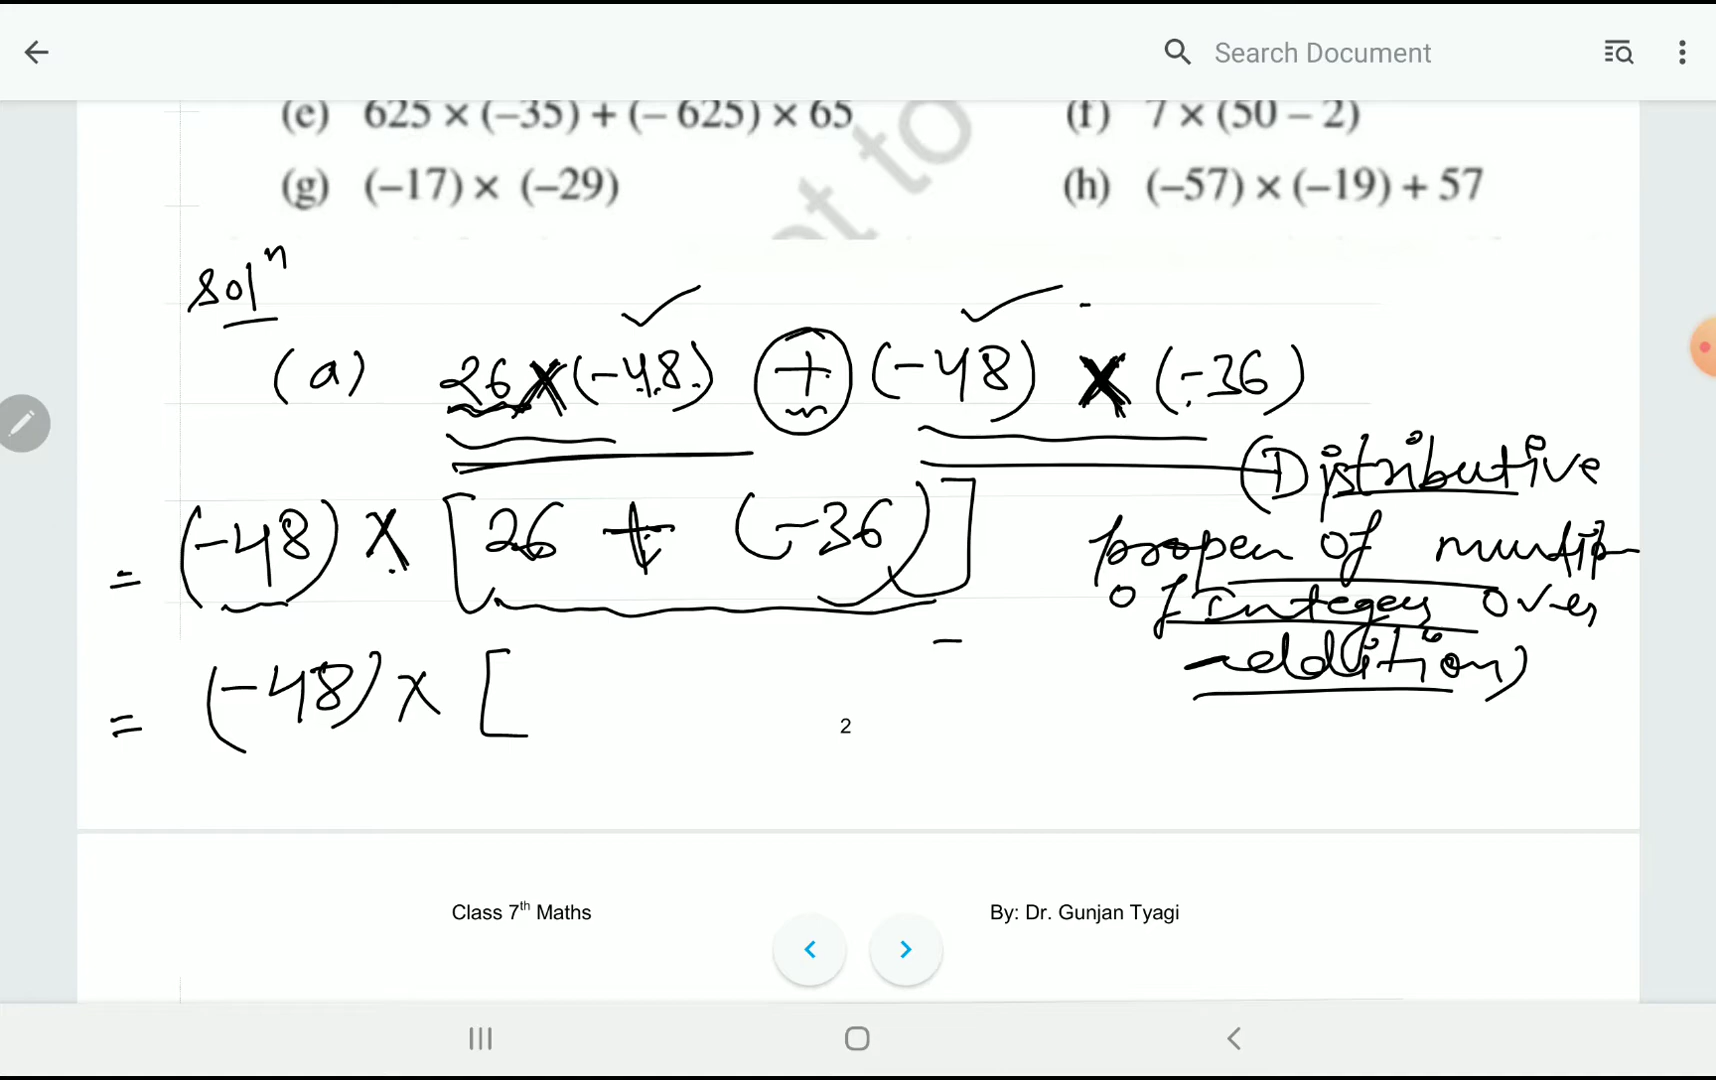 Search Document
(e) 625 × (–35) + (– 625) × 65 (f) 7 × (50 – 2)
(g) (–17) × (–29) (h) (–57) × (–19) + 57
Solⁿ
(a) 26 × (-48) + (-48) × (-36)
= (-48) × [26 + (-36)]
(Distributive
proper of multip
of integers over
addition)
= (-48) × [
2
Class 7th Maths By: Dr. Gunjan Tyagi